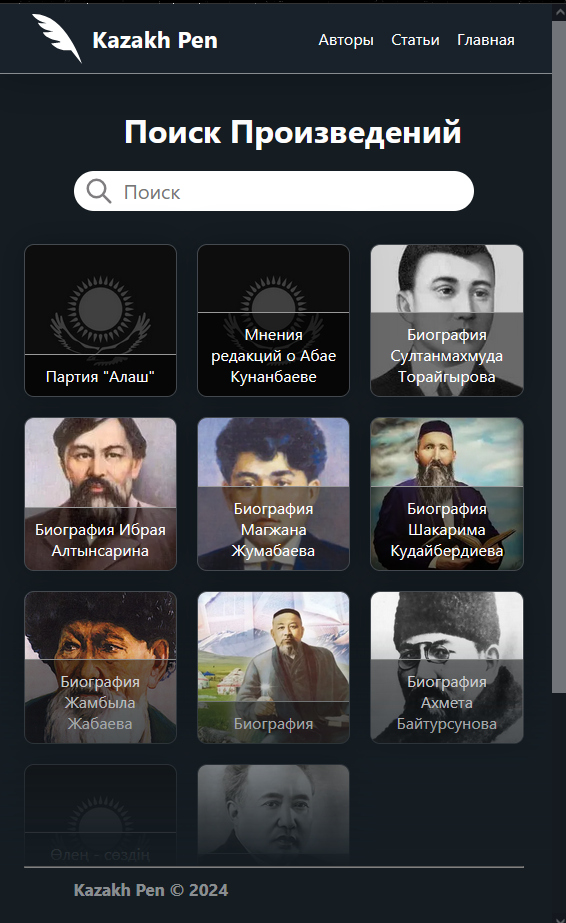 Kazakh Pen
Авторы Статьи Главная
Поиск Произведений
Поиск
Партия "Алаш"
Мнения
редакций о Абае
Кунанбаеве
Биография
Султанмахмуда
Торайгырова
Биография Ибрая
Алтынсарина
Биография
Магжана
Жумабаева
Биография
Шакарима
Кудайбердиева
Биография
Жамбыла
Жабаева
Биография
Биография
Ахмета
Байтурсунова
Өлең – сөздің
Kazakh Pen © 2024